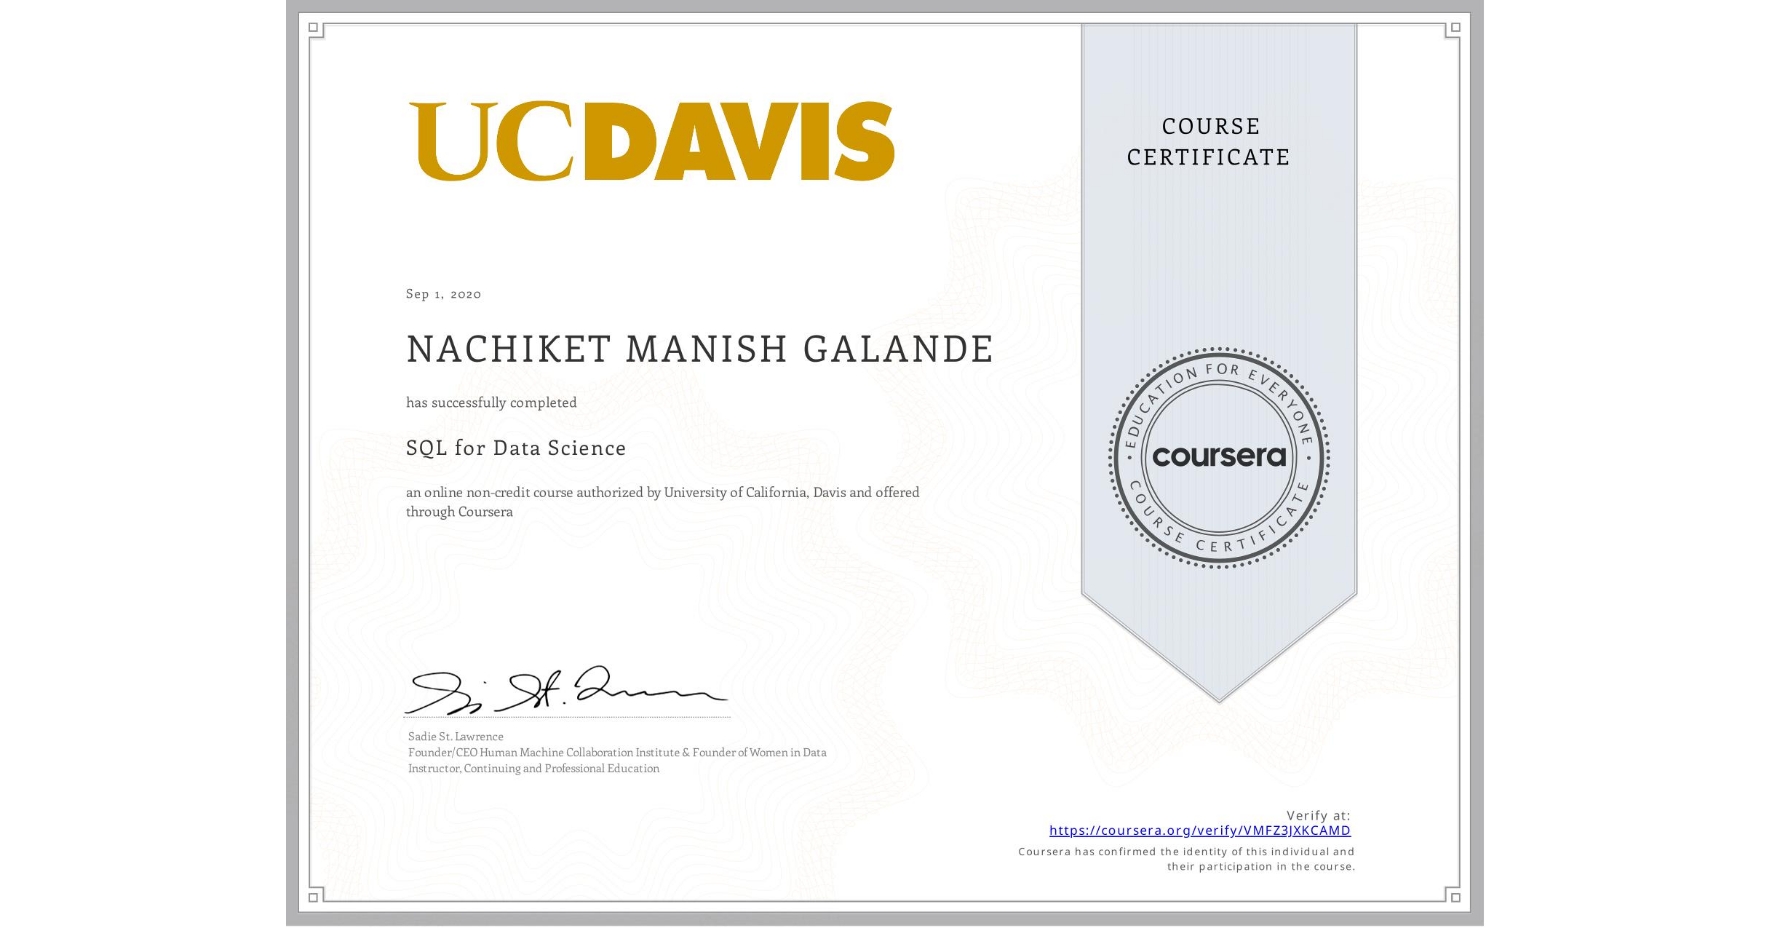 UCDAVIS
COURSE
CERTIFICATE
Sep 1, 2020
NACHIKET MANISH GALANDE
has successfully completed
SQL for Data Science
an online non-credit course authorized by University of California, Davis and offered
through Coursera
EDUCATION FOR EVERYONE
coursera
COURSE CERTIFICATE
Sadie St. Lawrence
Founder/CEO Human Machine Collaboration Institute & Founder of Women in Data
Instructor, Continuing and Professional Education
Verify at:
https://coursera.org/verify/VMFZ3JXKCAMD
Coursera has confirmed the identity of this individual and
their participation in the course.